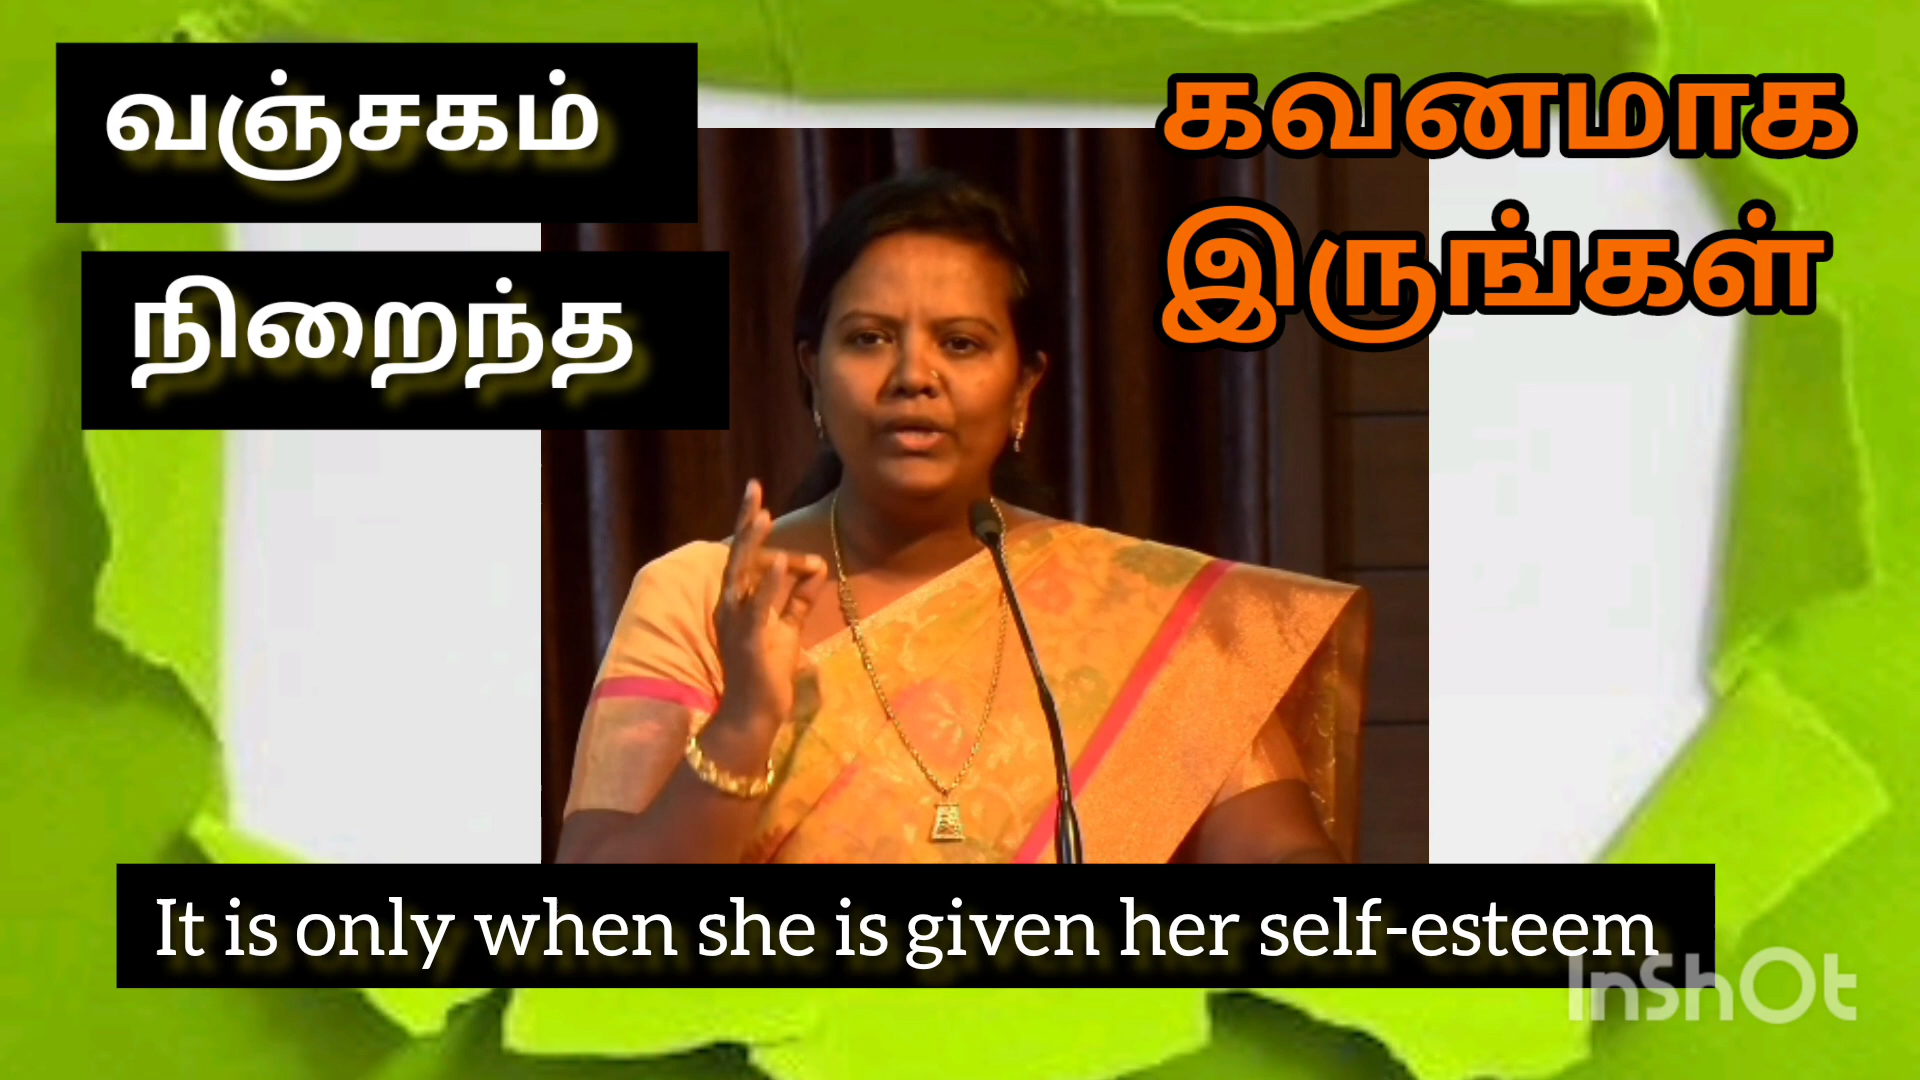 வஞ்சகம்
நிறைந்த
கவனமாக
இருங்கள்
It is only when she is given her self-esteem
InShOt